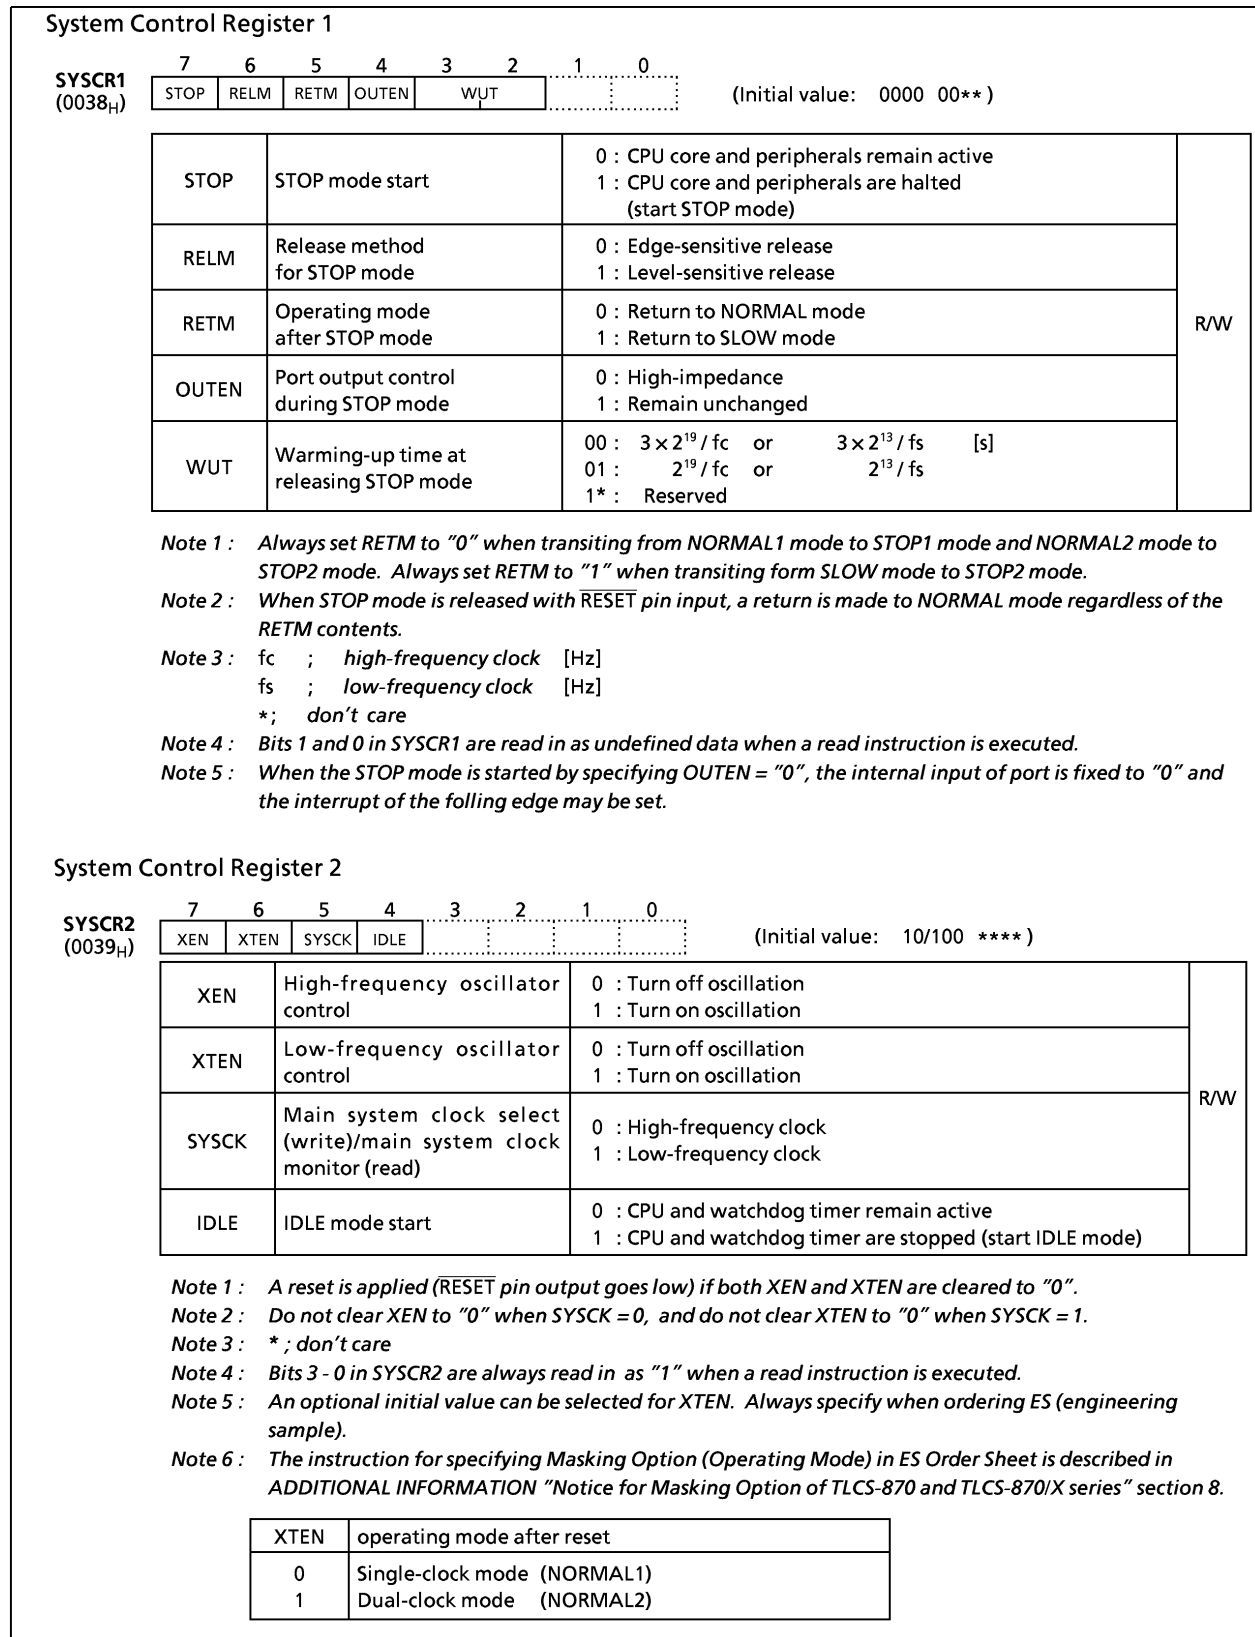 System Control Register 1
7 6 5 4 3 2 1 0
SYSCR1 STOP RELM RETM OUTEN WUT (Initial value: 0000 00**)
(0038H)
STOP STOP mode start 0 : CPU core and peripherals remain active
1 : CPU core and peripherals are halted
(start STOP mode)
R/W
RELM Release method 0 : Edge-sensitive release
for STOP mode 1 : Level-sensitive release
RETM Operating mode 0 : Return to NORMAL mode
after STOP mode 1 : Return to SLOW mode
OUTEN Port output control 0 : High-impedance
during STOP mode 1 : Remain unchanged
WUT Warming-up time at 00 : 3 × 2¹⁹ / fc or 3 × 2¹³ / fs [s]
releasing STOP mode 01 : 2¹⁹ / fc or 2¹³ / fs
1* : Reserved
Note 1 : Always set RETM to "0" when transiting from NORMAL1 mode to STOP1 mode and NORMAL2 mode to
STOP2 mode. Always set RETM to "1" when transiting form SLOW mode to STOP2 mode.
Note 2 : When STOP mode is released with RESET pin input, a return is made to NORMAL mode regardless of the
RETM contents.
Note 3 : fc ; high-frequency clock [Hz]
fs ; low-frequency clock [Hz]
*; don't care
Note 4 : Bits 1 and 0 in SYSCR1 are read in as undefined data when a read instruction is executed.
Note 5 : When the STOP mode is started by specifying OUTEN = "0", the internal input of port is fixed to "0" and
the interrupt of the folling edge may be set.
System Control Register 2
7 6 5 4 3 2 1 0
SYSCR2 XEN XTEN SYSCK IDLE (Initial value: 10/100 ****)
(0039H)
XEN High-frequency oscillator 0 : Turn off oscillation
control 1 : Turn on oscillation
XTEN Low-frequency oscillator 0 : Turn off oscillation
control 1 : Turn on oscillation
R/W
SYSCK Main system clock select 0 : High-frequency clock
(write)/main system clock 1 : Low-frequency clock
monitor (read)
IDLE IDLE mode start 0 : CPU and watchdog timer remain active
1 : CPU and watchdog timer are stopped (start IDLE mode)
Note 1 : A reset is applied (RESET pin output goes low) if both XEN and XTEN are cleared to "0".
Note 2 : Do not clear XEN to "0" when SYSCK = 0, and do not clear XTEN to "0" when SYSCK = 1.
Note 3 : * ; don't care
Note 4 : Bits 3 - 0 in SYSCR2 are always read in as "1" when a read instruction is executed.
Note 5 : An optional initial value can be selected for XTEN. Always specify when ordering ES (engineering
sample).
Note 6 : The instruction for specifying Masking Option (Operating Mode) in ES Order Sheet is described in
ADDITIONAL INFORMATION "Notice for Masking Option of TLCS-870 and TLCS-870/X series" section 8.
XTEN operating mode after reset
0 Single-clock mode (NORMAL1)
1 Dual-clock mode (NORMAL2)